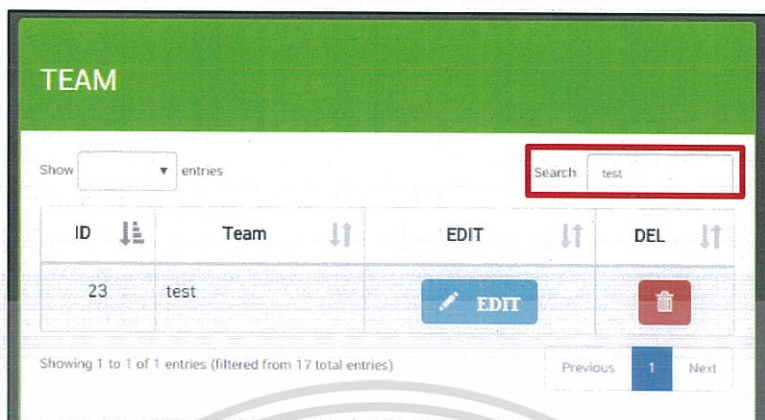 TEAM
Show entries Search: test
ID Team EDIT DEL
23 test EDIT
Showing 1 to 1 of 1 entries (filtered from 17 total entries)
Previous 1 Next